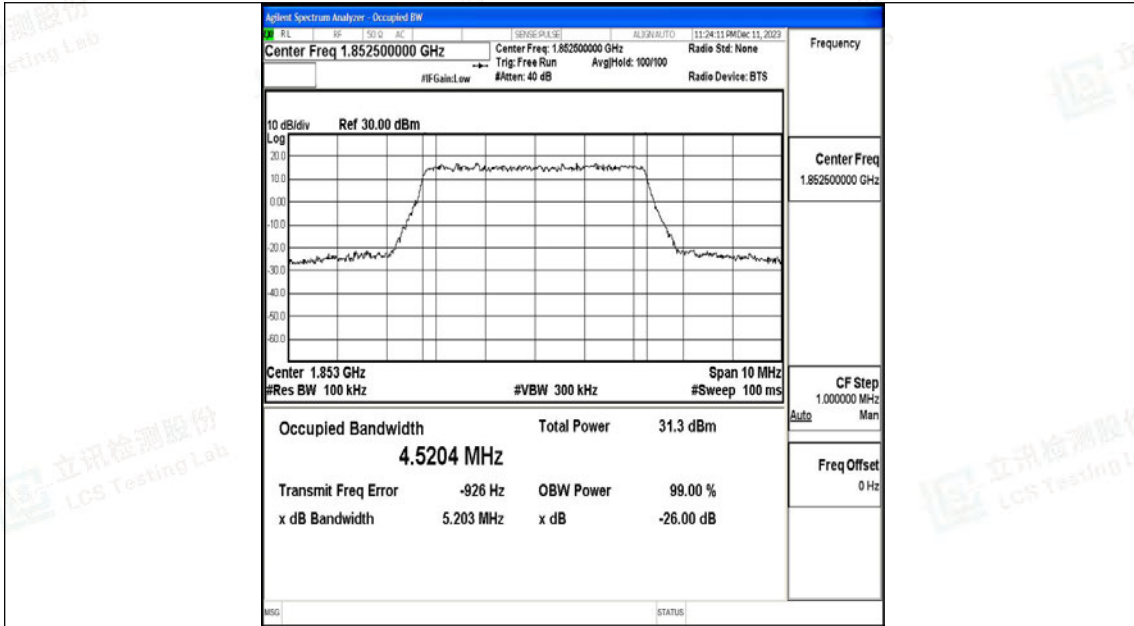 Agilent Spectrum Analyzer - Occupied BW
RL RF 50 Ω AC SENSE:PULSE ALIGN AUTO 11:24:11 PM Dec 11, 2023
Center Freq 1.852500000 GHz
Center Freq: 1.852500000 GHz
Radio Std: None
Trig: Free Run Avg|Hold: 100/100
#IFGain:Low
#Atten: 40 dB
Radio Device: BTS
Frequency
10 dB/div Ref 30.00 dBm
Log
20.0
10.0
0.00
-10.0
-20.0
-30.0
-40.0
-50.0
-60.0
Center 1.853 GHz Span 10 MHz
#Res BW 100 kHz #VBW 300 kHz #Sweep 100 ms
Center Freq
1.852500000 GHz
CF Step
1.000000 MHz
Auto Man
Freq Offset
0 Hz
Occupied Bandwidth Total Power 31.3 dBm
4.5204 MHz
Transmit Freq Error -926 Hz OBW Power 99.00 %
x dB Bandwidth 5.203 MHz x dB -26.00 dB
MSG STATUS
立讯检测股份
LCS Testing Lab